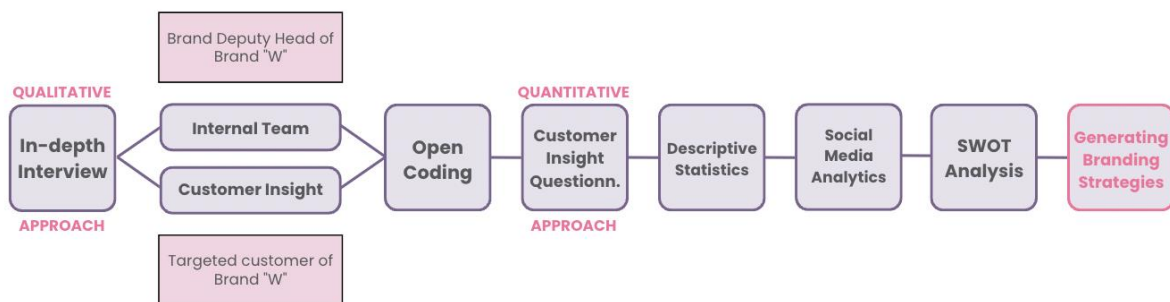 Brand Deputy Head of
Brand "W"
QUALITATIVE
In-depth
Interview
APPROACH
Internal Team
Customer Insight
Targeted customer of
Brand "W"
Open
Coding
QUANTITATIVE
Customer
Insight
Questionn.
APPROACH
Descriptive
Statistics
Social
Media
Analytics
SWOT
Analysis
Generating
Branding
Strategies